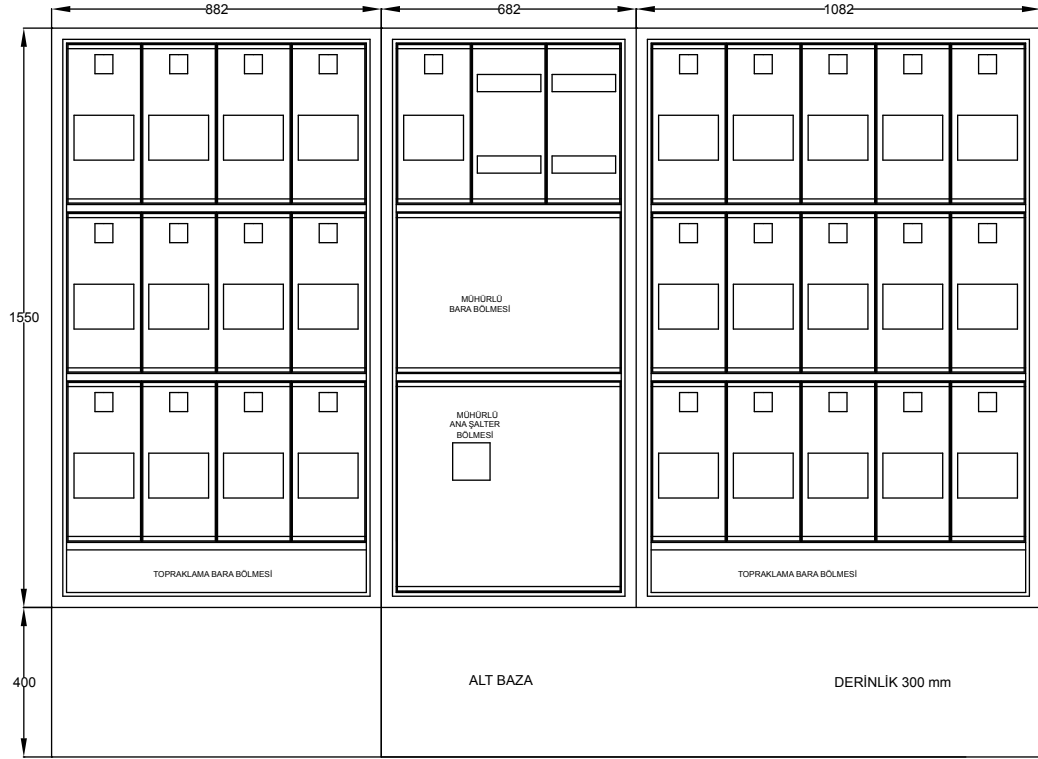 882
682
1082
1550
MÜHÜRLÜ
BARA BÖLMESİ
MÜHÜRLÜ
ANA ŞALTER
BÖLMESİ
TOPRAKLAMA BARA BÖLMESİ
TOPRAKLAMA BARA BÖLMESİ
400
ALT BAZA
DERİNLİK 300 mm